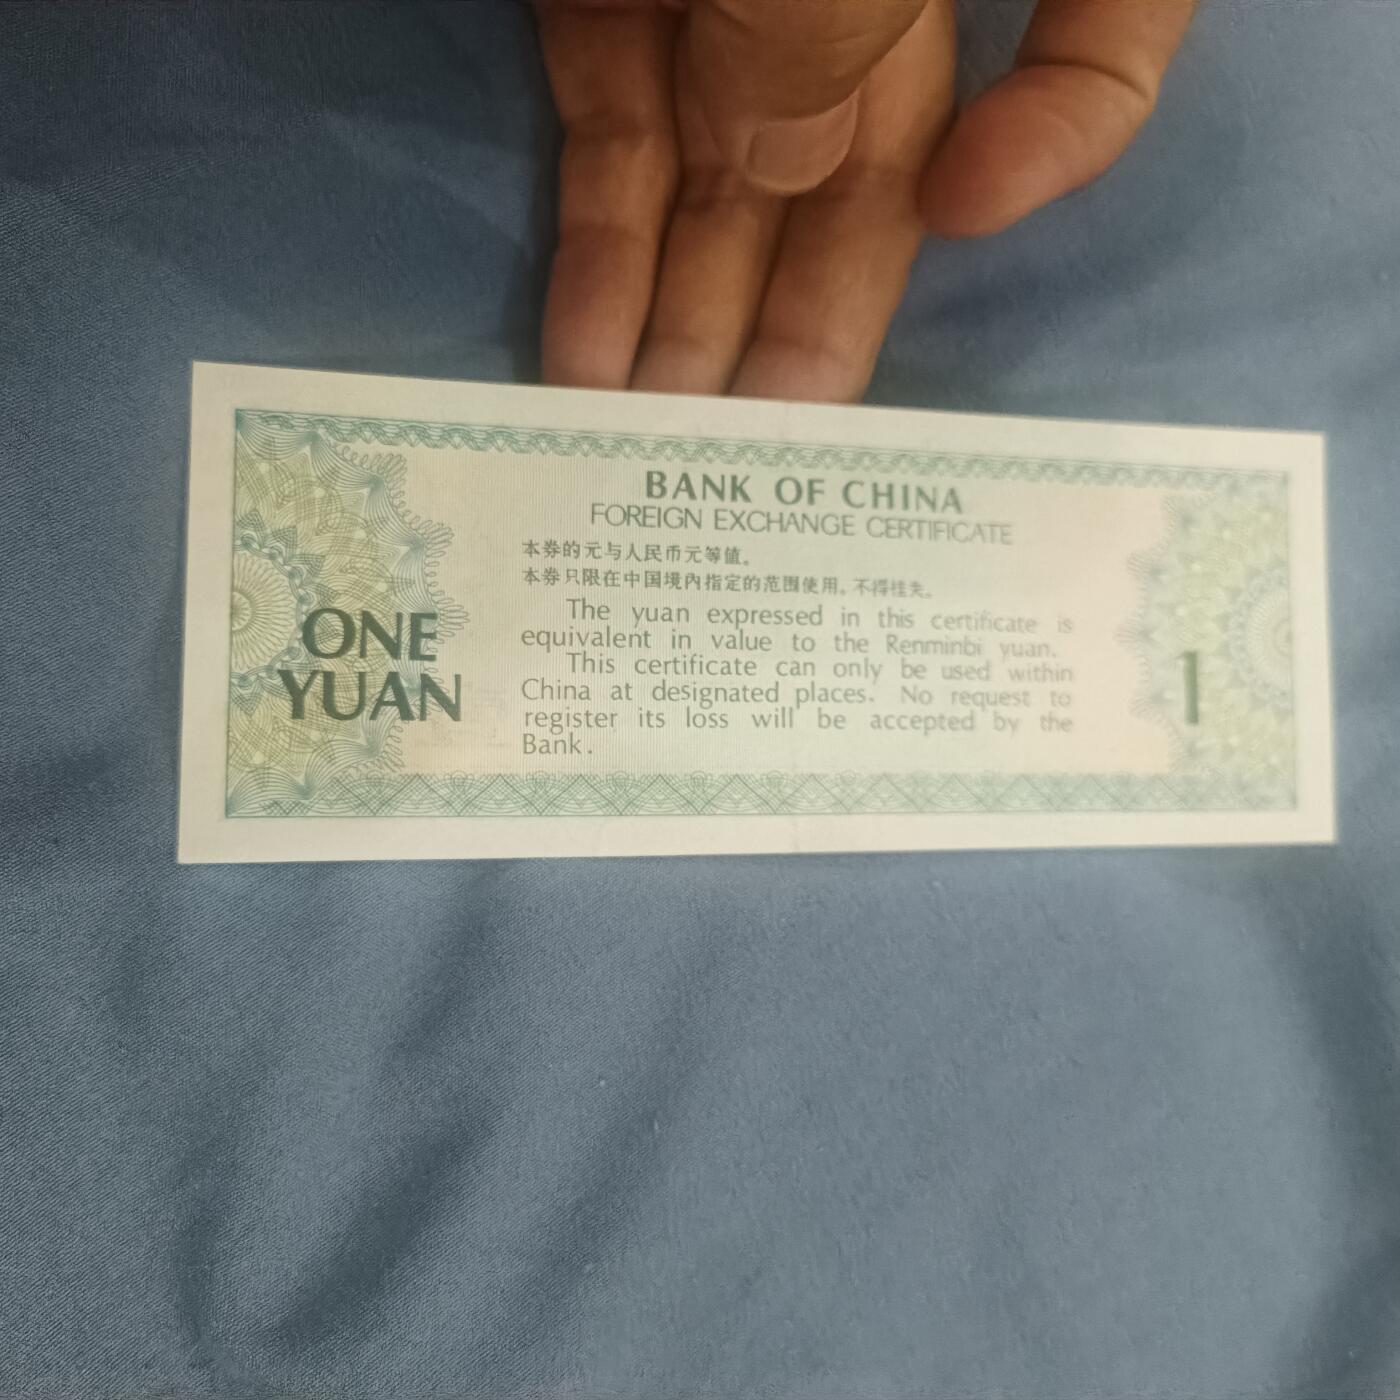 BANK OF CHINA
FOREIGN EXCHANGE CERTIFICATE
本券的元与人民币元等值。
本券只限在中国境内指定的范围使用。不得挂失。
The yuan expressed in this certificate is
equivalent in value to the Renminbi yuan.
This certificate can only be used within
China at designated places. No request to
register its loss will be accepted by the
Bank.
ONE
YUAN
1